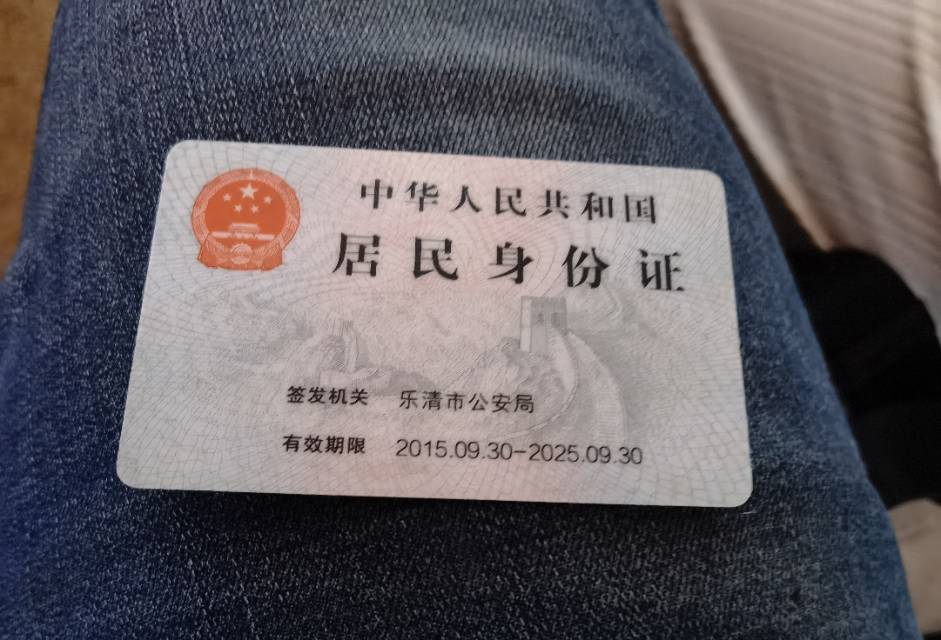 中华人民共和国
居民身份证
签发机关 乐清市公安局
有效期限 2015.09.30-2025.09.30